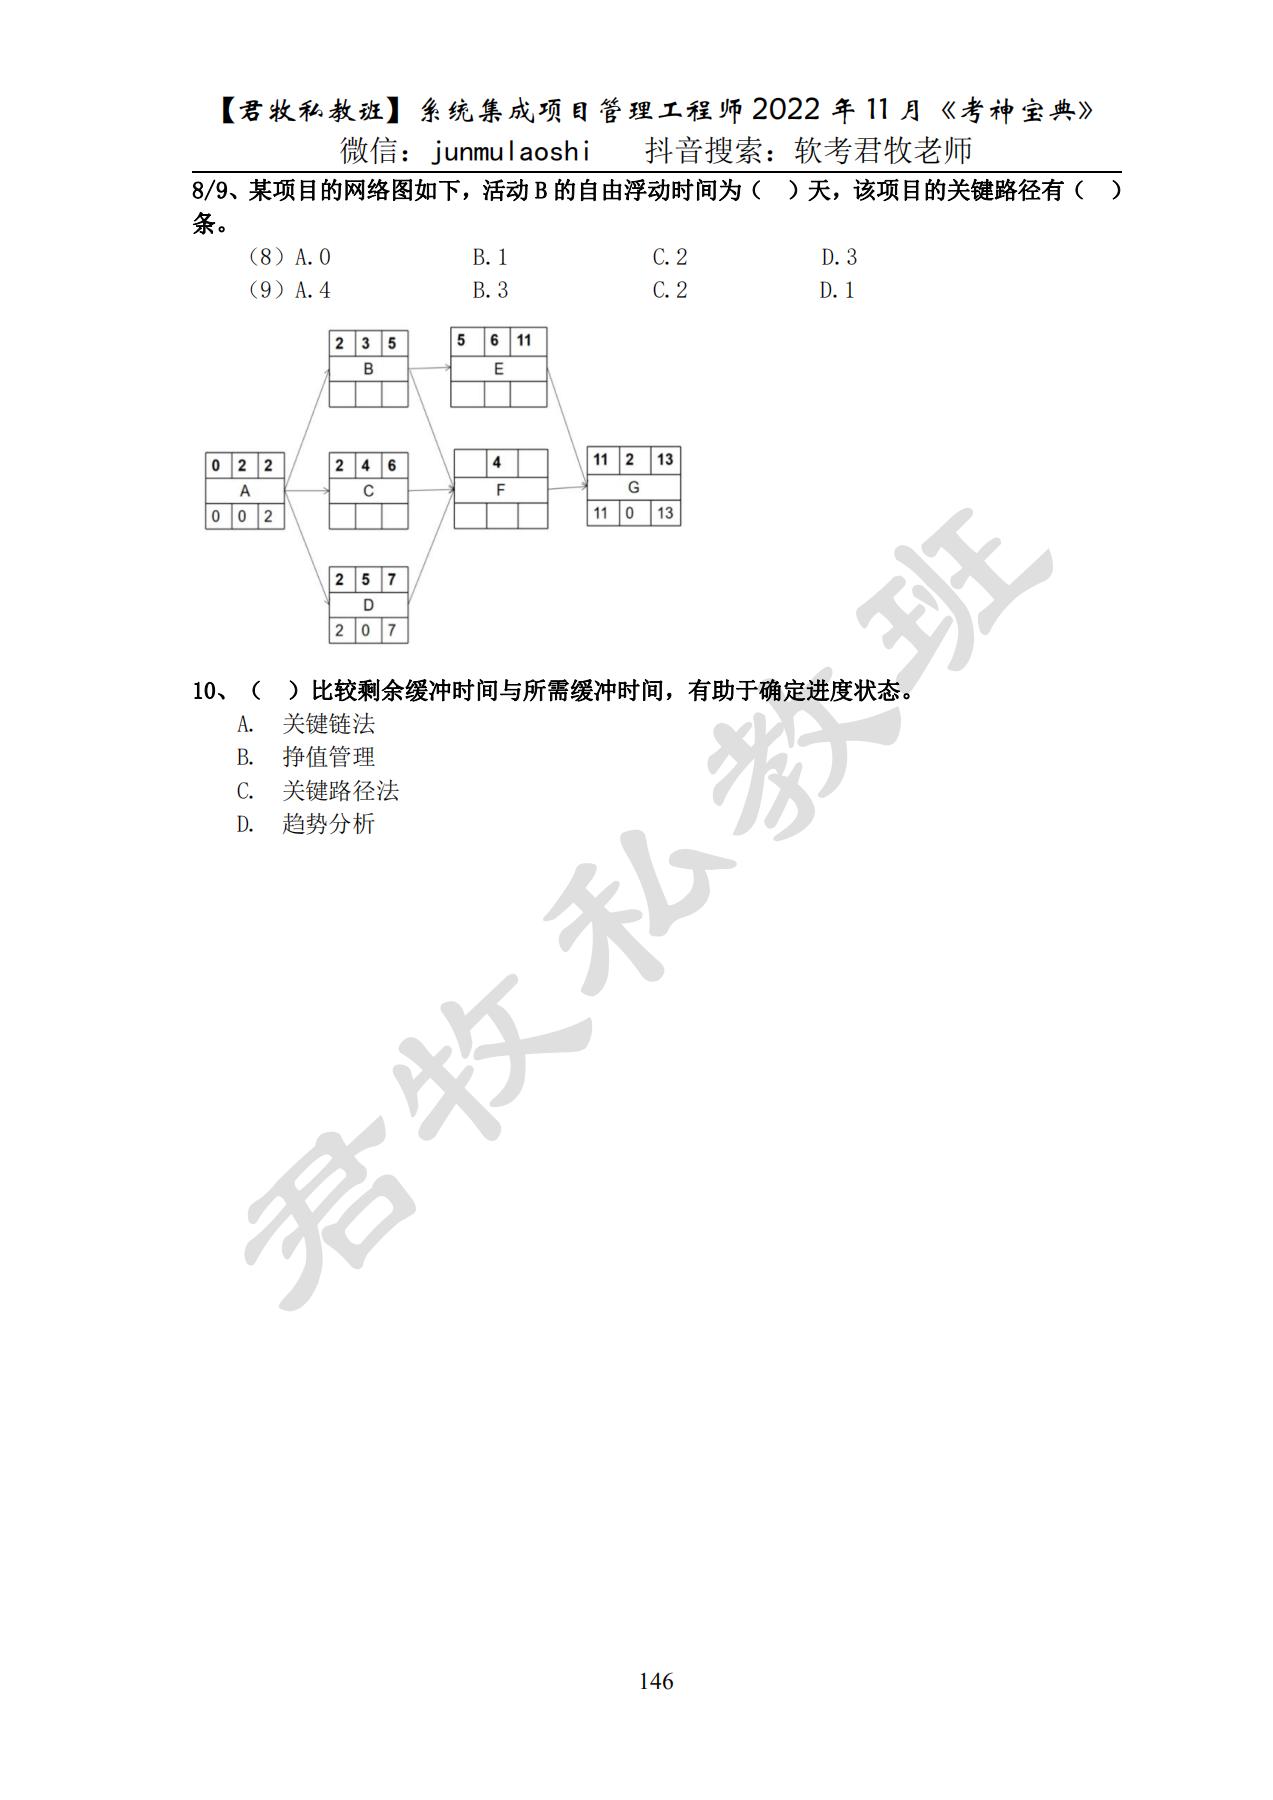 【君牧私教班】系统集成项目管理工程师 2022 年 11 月《考神宝典》
微信：junmulaoshi 抖音搜索：软考君牧老师
8/9、某项目的网络图如下，活动 B 的自由浮动时间为（ ）天，该项目的关键路径有（ ）
条。
（8）A.0 B.1 C.2 D.3
（9）A.4 B.3 C.2 D.1
2 3 5
B
5 6 11
E
0 2 2
A
0 0 2
2 4 6
C
4
F
11 2 13
G
11 0 13
2 5 7
D
2 0 7
10、（ ）比较剩余缓冲时间与所需缓冲时间，有助于确定进度状态。
A. 关键链法
B. 挣值管理
C. 关键路径法
D. 趋势分析
君牧私教班
146